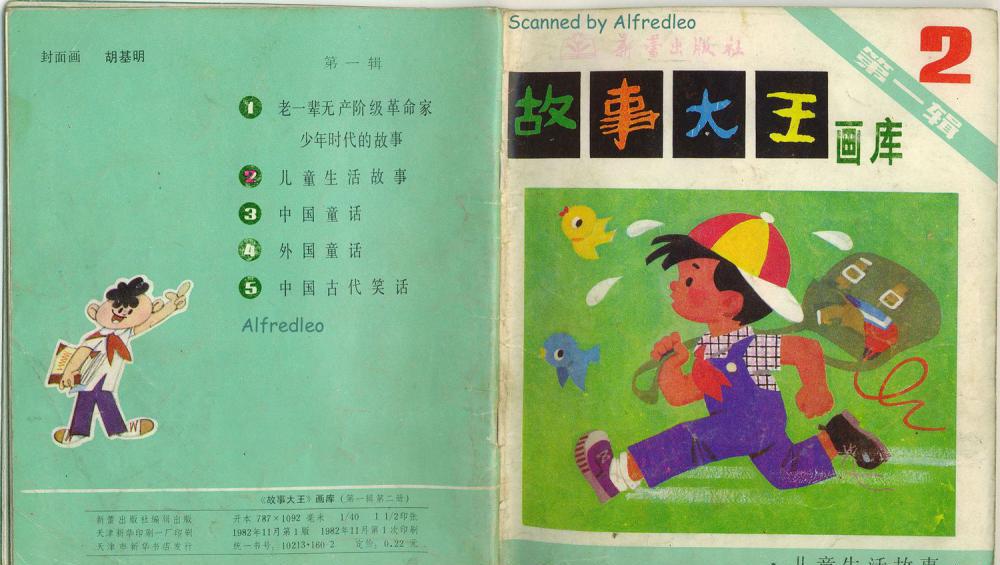 封面画 胡基明
第一辑
1 老一辈无产阶级革命家
少年时代的故事
2 儿童生活故事
3 中国童话
4 外国童话
5 中国古代笑话
Alfredleo
《故事大王》画库(第一辑第二册)
新蕾出版社编辑出版
天津新华印刷一厂印刷
天津市新华书店发行
开本 787×1092 毫米 1/40 1 1/2印张
1982年11月第1版 1982年11月第1次印刷
统一书号:10213·160-2 定价:0.22元
Scanned by Alfredleo
新蕾出版社
2
第一辑
故事大王画库
儿童生活故事